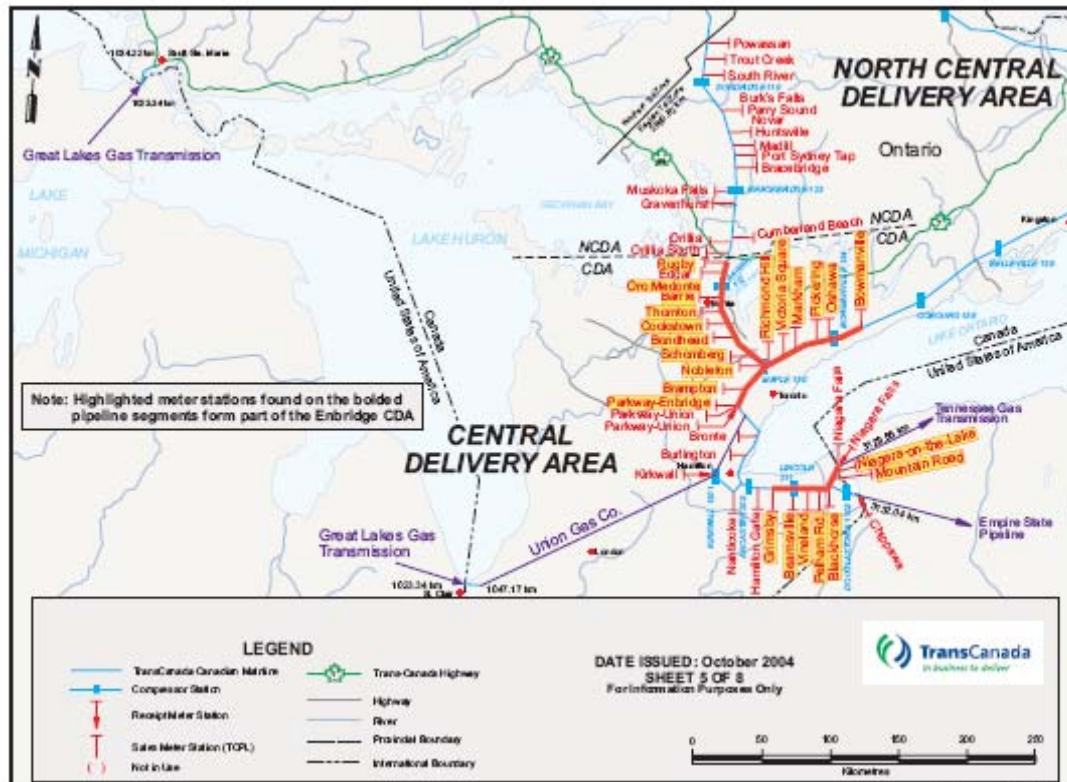 Powassan
Trout Creek
South River
NORTH CENTRAL
DELIVERY AREA
Burk's Falls
Parry Sound
Novar
Huntsville
Madill
Port Sydney Tap
Bracebridge
Ontario
Sault Ste. Marie
Great Lakes Gas Transmission
LAKE
MICHIGAN
LAKE HURON
GEORGIAN BAY
Muskoka Falls
Gravenhurst
Cumberland Beach
NCDA
CDA
NCDA
CDA
Kingston
Orillia
Orillia South
Rugby
Edgar
Oro Medonte
Barrie
Thornton
Cookstown
Bondhead
Schomberg
Nobleton
Brampton
Parkway-Enbridge
Parkway-Union
Parkway-Union
Bronte
Burlington
Hamilton
Kirkwall
Richmond Hill
Victoria Square
Markham
Pickering
Oshawa
Bowmanville
LAKE ONTARIO
Canada
United States of America
Canada
United States of America
Toronto
Note: Highlighted meter stations found on the bolded
pipeline segments form part of the Enbridge CDA
CENTRAL
DELIVERY AREA
Niagara Falls
Niagara Falls
Tennessee Gas
Transmission
Niagara-on-the-Lake
Mountain Road
Nanticoke
Hamilton Gate
Grimsby
Beamsville
Vineland
Pelham Rd.
Blackhorse
Chippawa
Empire State
Pipeline
Union Gas Co.
Great Lakes Gas
Transmission
London
1023.34 km
St. Clair
1047.17 km
LEGEND
TransCanada Canadian Mainline
Compressor Station
Receipt Meter Station
Sales Meter Station (TCPL)
( ) Not in Use
Trans-Canada Highway
Highway
River
Provincial Boundary
International Boundary
DATE ISSUED: October 2004
SHEET 5 OF 8
For Information Purposes Only
TransCanada
In business to deliver
0 50 100 150 200 250
Kilometres